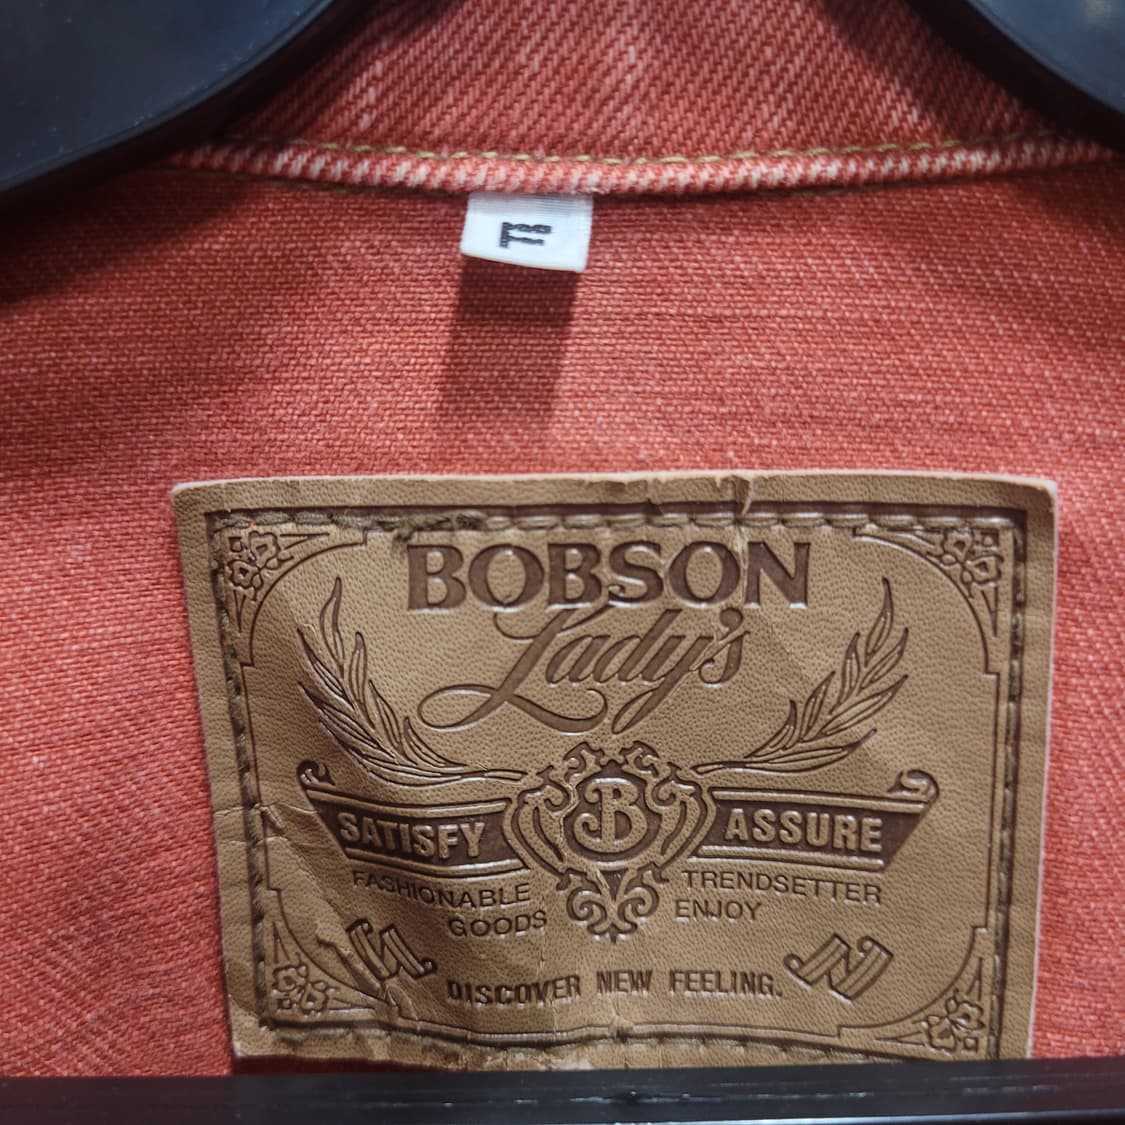 F
BOBSON
Lady's
B
SATISFY ASSURE
FASHIONABLE TRENDSETTER
GOODS ENJOY
DISCOVER NEW FEELING.